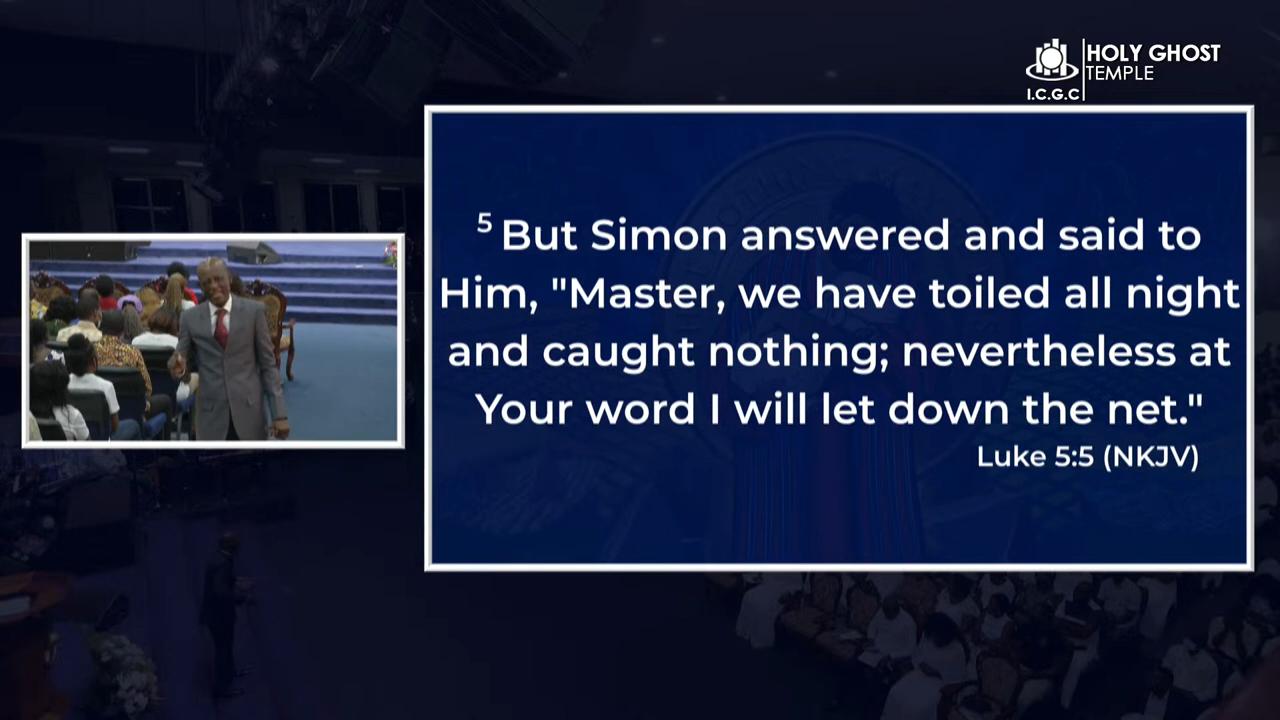 HOLY GHOST
TEMPLE
I.C.G.C
5 But Simon answered and said to
Him, "Master, we have toiled all night
and caught nothing; nevertheless at
Your word I will let down the net."
Luke 5:5 (NKJV)